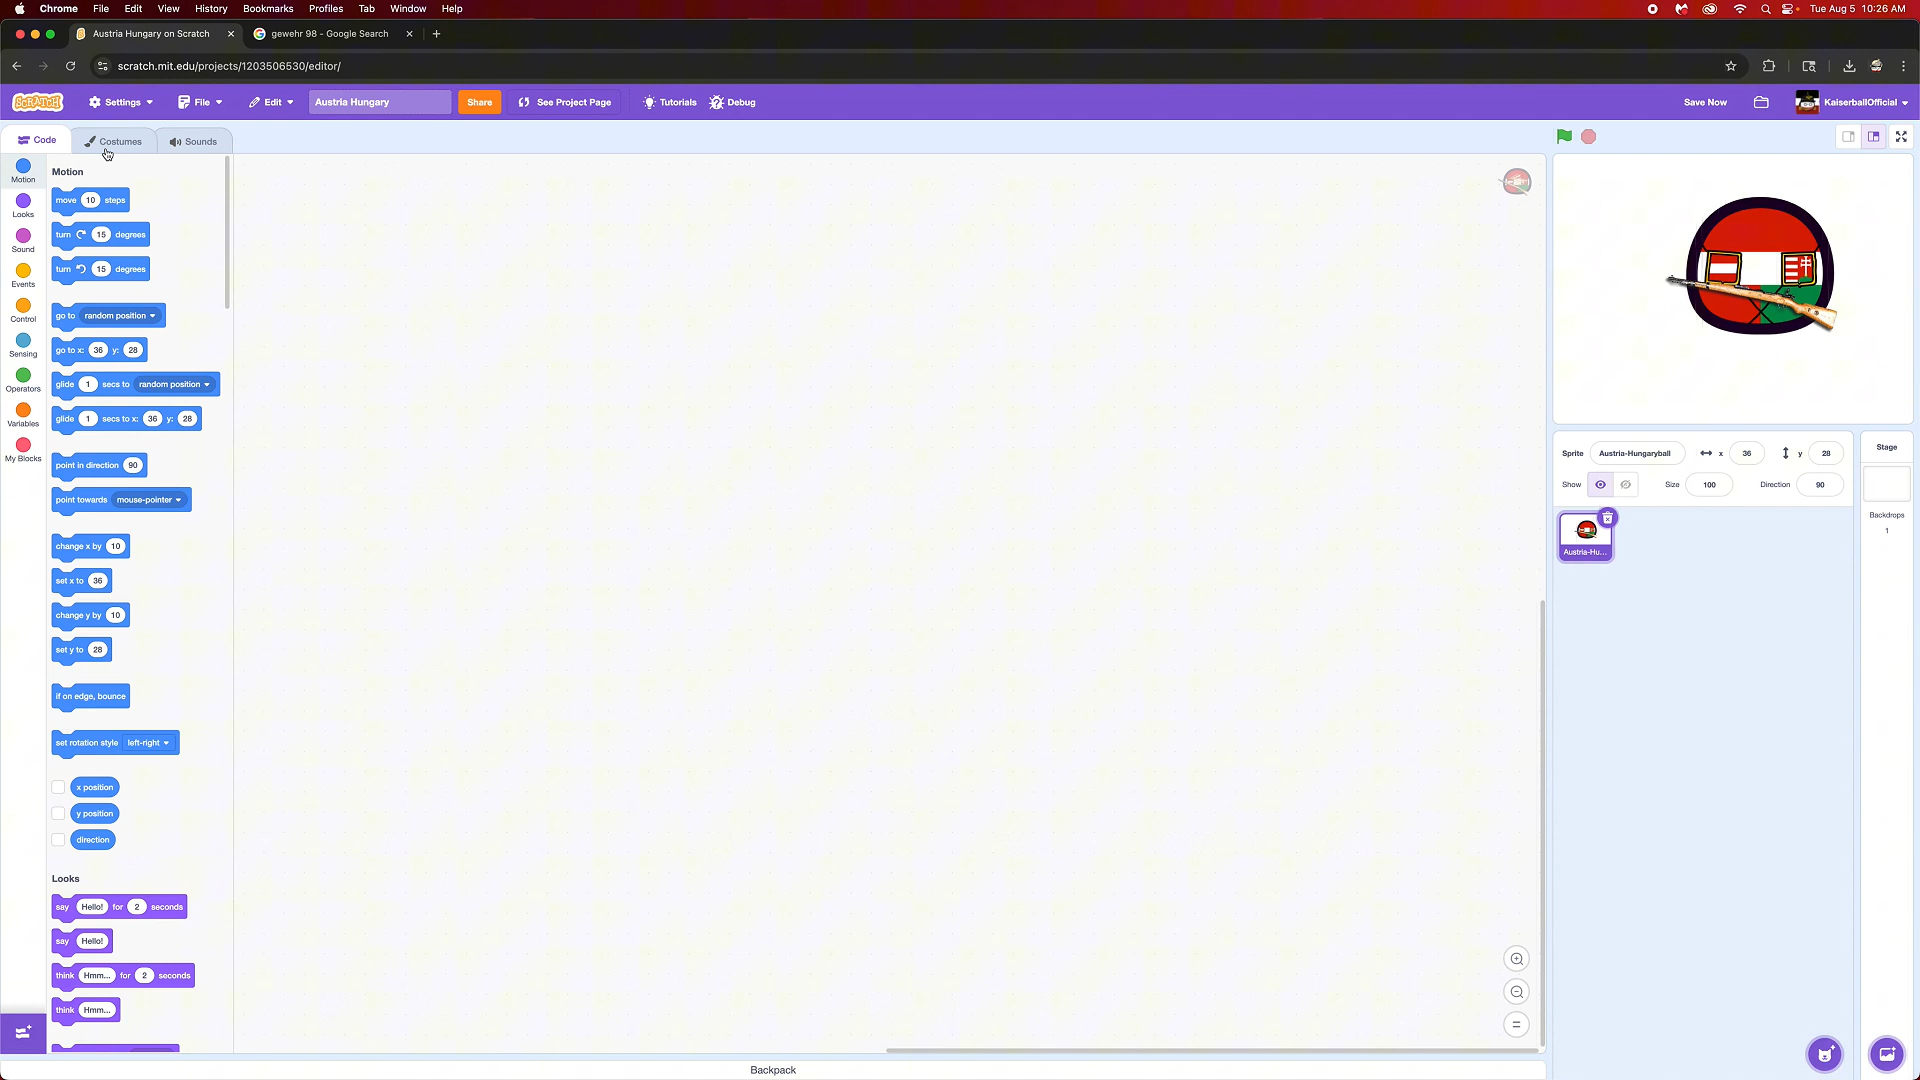 Chrome File Edit View History Bookmarks Profiles Tab Window Help Tue Aug 5 10:26 AM
Austria Hungary on Scratch gewehr 98 - Google Search
scratch.mit.edu/projects/1203506530/editor/
SCRATCH Settings File Edit Austria Hungary Share See Project Page Tutorials Debug Save Now KaiserballOfficial
Code Costumes Sounds
Motion
Looks
Sound
Events
Control
Sensing
Operators
Variables
My Blocks
Motion
move 10 steps
turn 15 degrees
turn 15 degrees
go to random position
go to x: 36 y: 28
glide 1 secs to random position
glide 1 secs to x: 36 y: 28
point in direction 90
point towards mouse-pointer
change x by 10
set x to 36
change y by 10
set y to 28
if on edge, bounce
set rotation style left-right
x position
y position
direction
Looks
say Hello! for 2 seconds
say Hello!
think Hmm... for 2 seconds
think Hmm...
Sprite Austria-Hungaryball x 36 y 28
Show Size 100 Direction 90
Austria-Hu...
Stage
Backdrops
1
Backpack